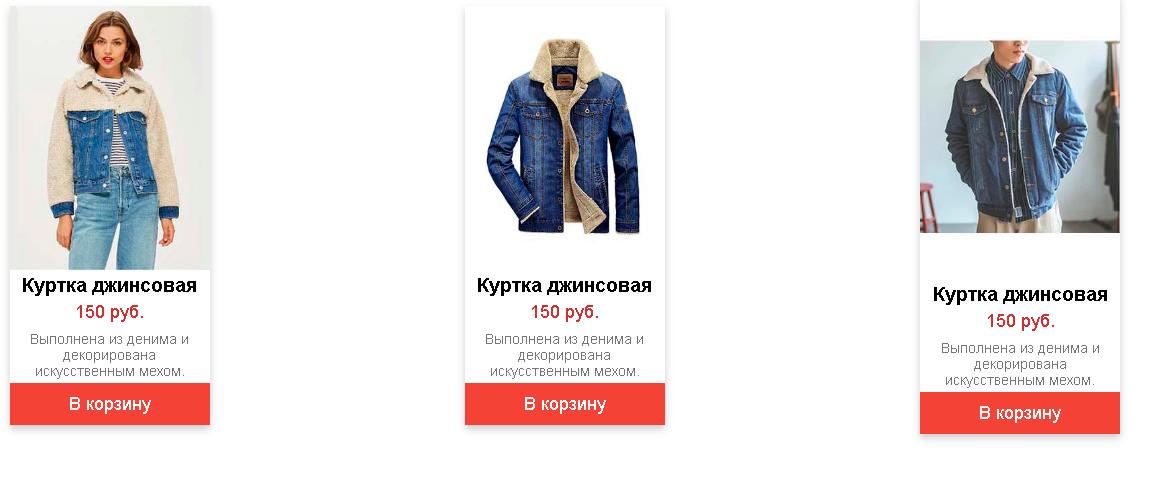 Куртка джинсовая
150 руб.
Выполнена из денима и
декорирована
искусственным мехом.
В корзину
Куртка джинсовая
150 руб.
Выполнена из денима и
декорирована
искусственным мехом.
В корзину
Куртка джинсовая
150 руб.
Выполнена из денима и
декорирована
искусственным мехом.
В корзину